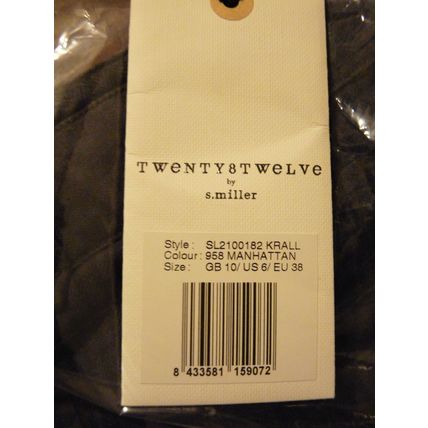 TWeNTY8TWeLVe
by
s.miller
Style : SL2100182 KRALL
Colour : 958 MANHATTAN
Size : GB 10/ US 6/ EU 38
8 433581 159072